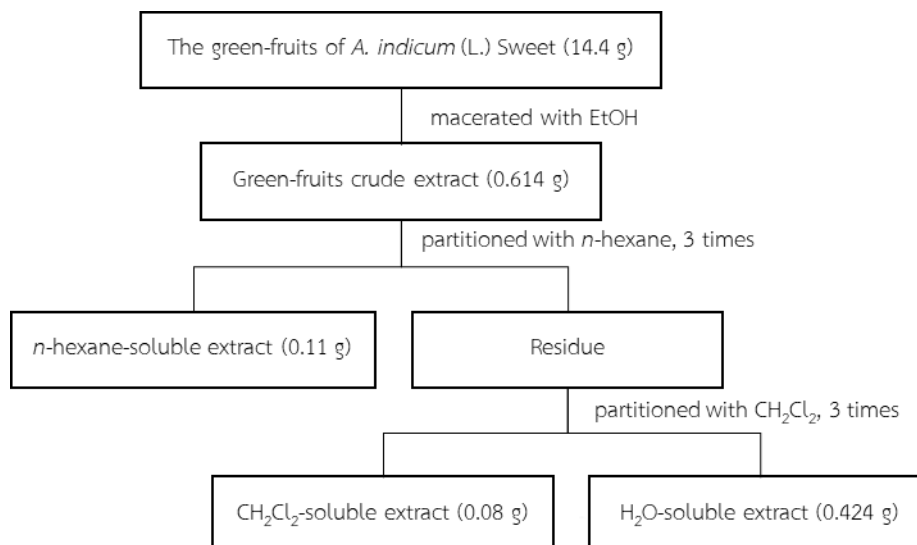 The green-fruits of A. indicum (L.) Sweet (14.4 g)
macerated with EtOH
Green-fruits crude extract (0.614 g)
partitioned with n-hexane, 3 times
n-hexane-soluble extract (0.11 g)
Residue
partitioned with CH₂Cl₂, 3 times
CH₂Cl₂-soluble extract (0.08 g)
H₂O-soluble extract (0.424 g)